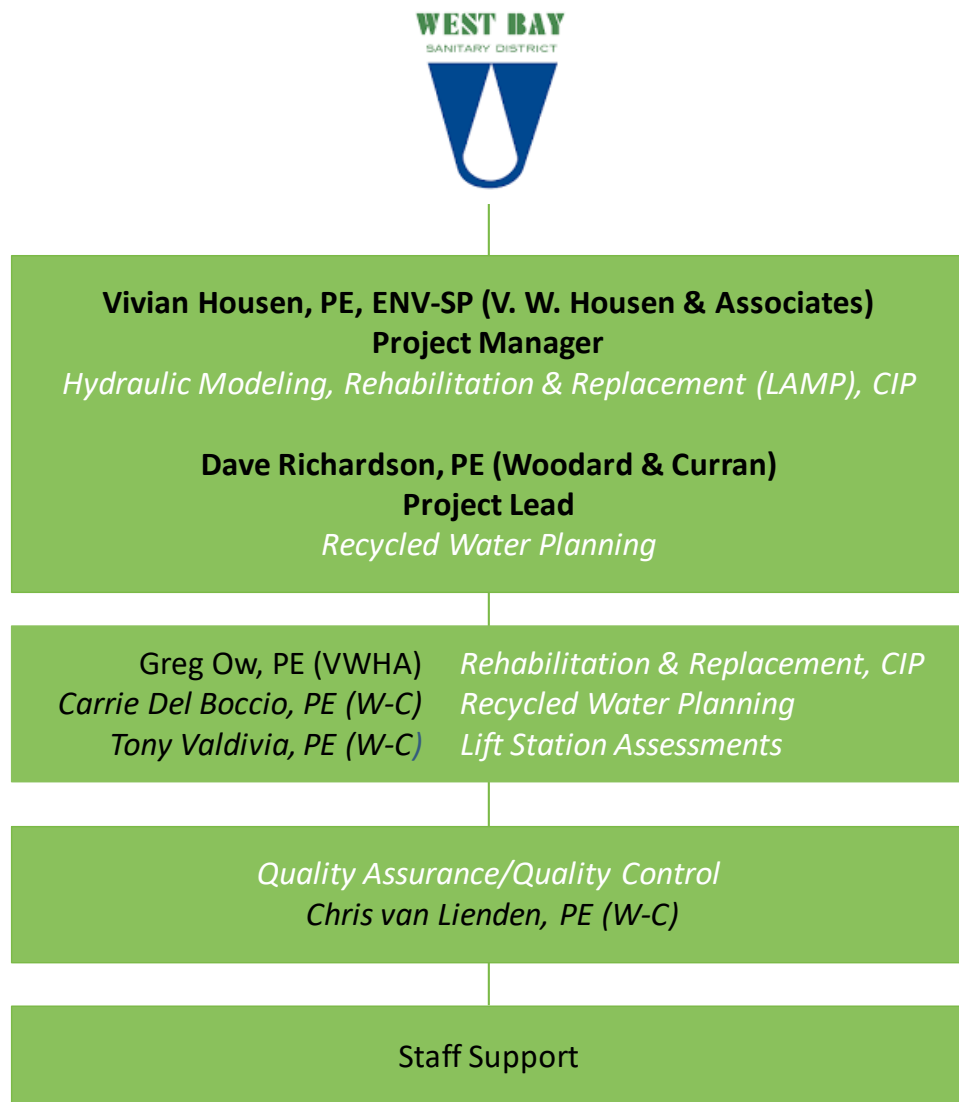 WEST BAY
SANITARY DISTRICT
Vivian Housen, PE, ENV-SP (V. W. Housen & Associates)
Project Manager
Hydraulic Modeling, Rehabilitation & Replacement (LAMP), CIP
Dave Richardson, PE (Woodard & Curran)
Project Lead
Recycled Water Planning
Greg Ow, PE (VWHA) Rehabilitation & Replacement, CIP
Carrie Del Boccio, PE (W-C) Recycled Water Planning
Tony Valdivia, PE (W-C) Lift Station Assessments
Quality Assurance/Quality Control
Chris van Lienden, PE (W-C)
Staff Support